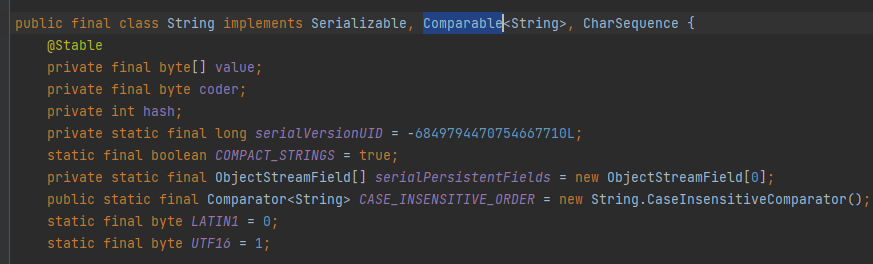 public final class String implements Serializable, Comparable<String>, CharSequence {
@Stable
private final byte[] value;
private final byte coder;
private int hash;
private static final long serialVersionUID = -6849794470754667710L;
static final boolean COMPACT_STRINGS = true;
private static final ObjectStreamField[] serialPersistentFields = new ObjectStreamField[0];
public static final Comparator<String> CASE_INSENSITIVE_ORDER = new String.CaseInsensitiveComparator();
static final byte LATIN1 = 0;
static final byte UTF16 = 1;